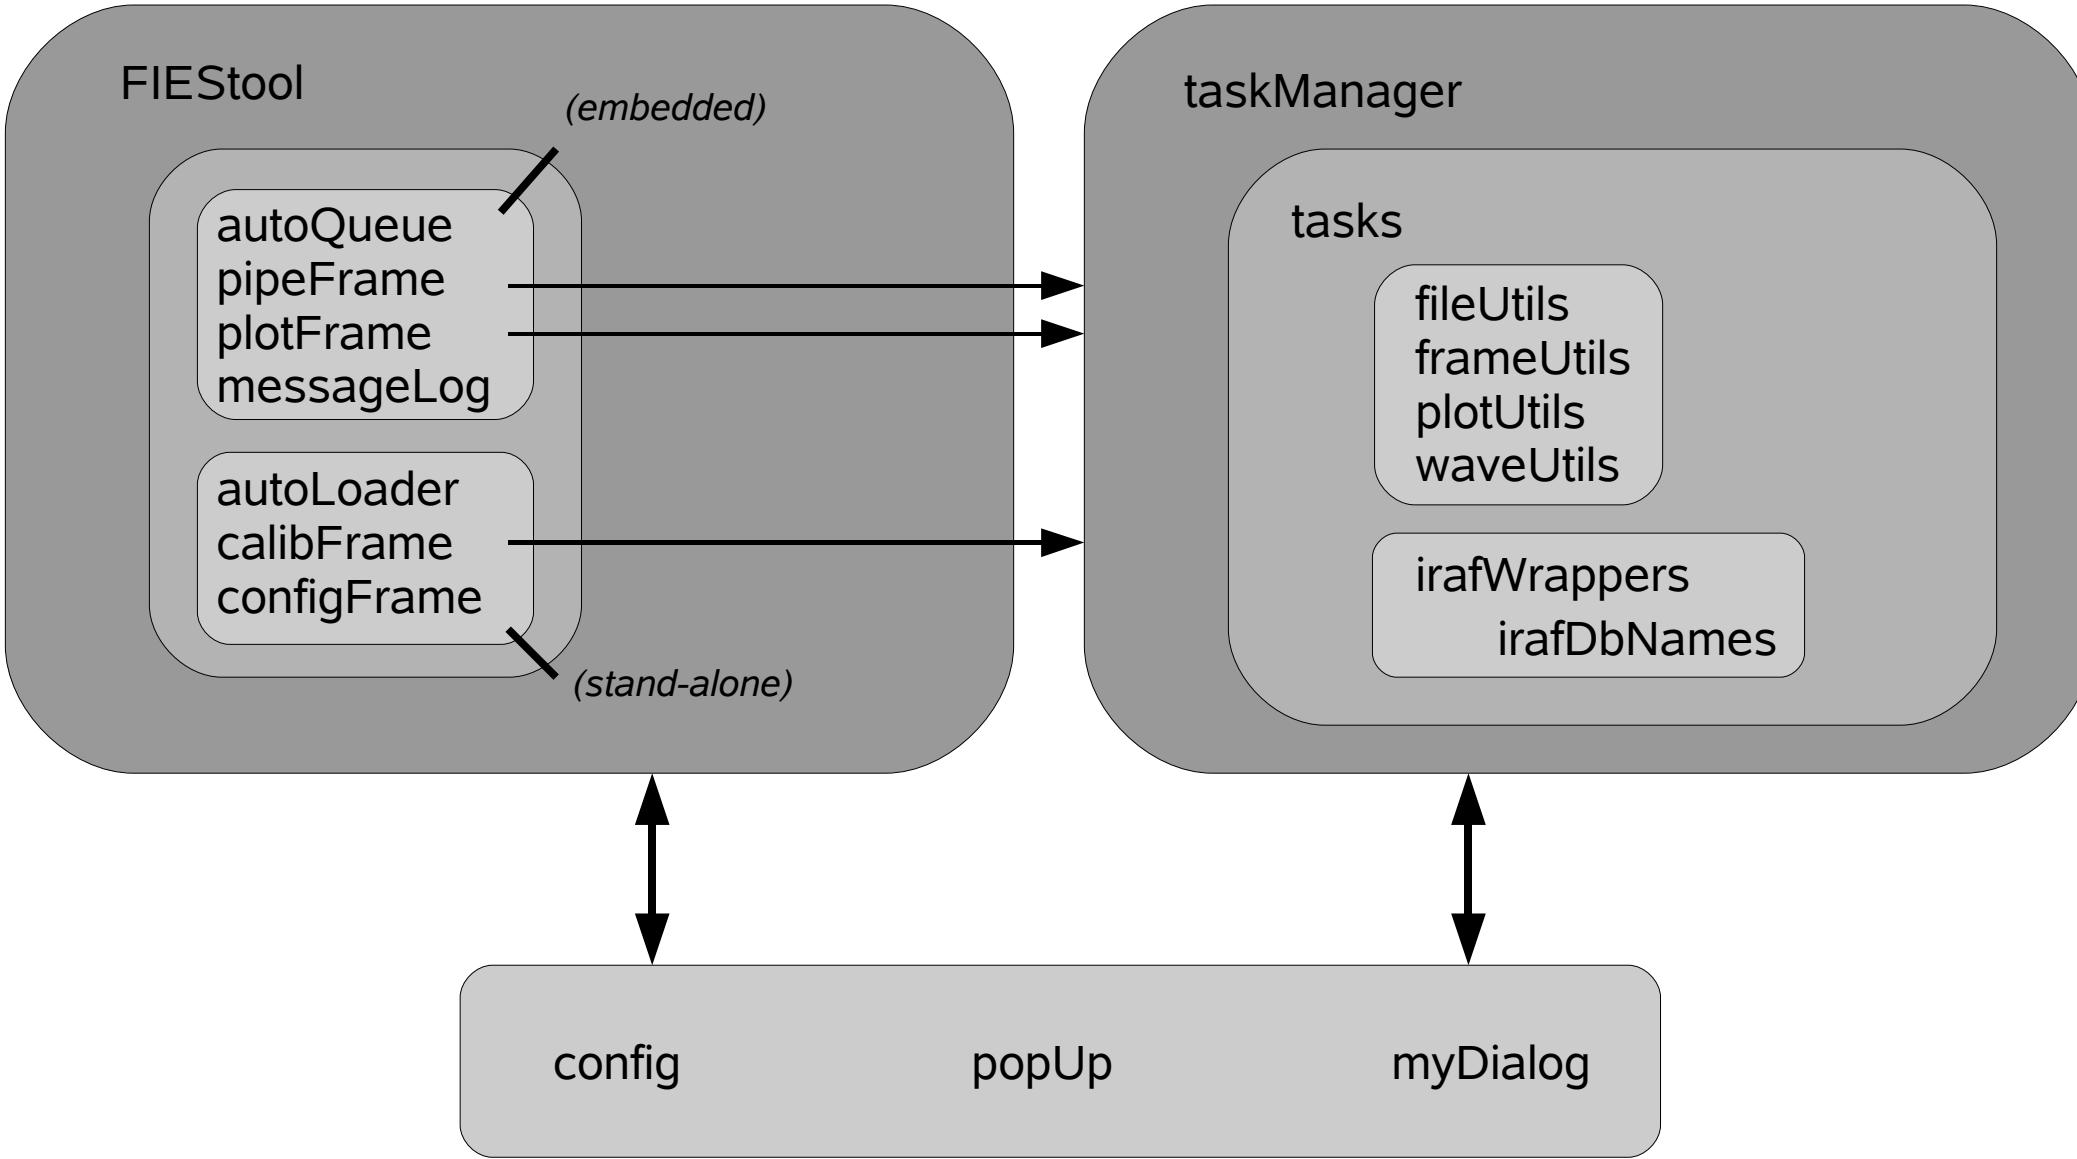 FIEStool
(embedded)
autoQueue
pipeFrame
plotFrame
messageLog
autoLoader
calibFrame
configFrame
(stand-alone)
taskManager
tasks
fileUtils
frameUtils
plotUtils
waveUtils
irafWrappers
irafDbNames
config popUp myDialog